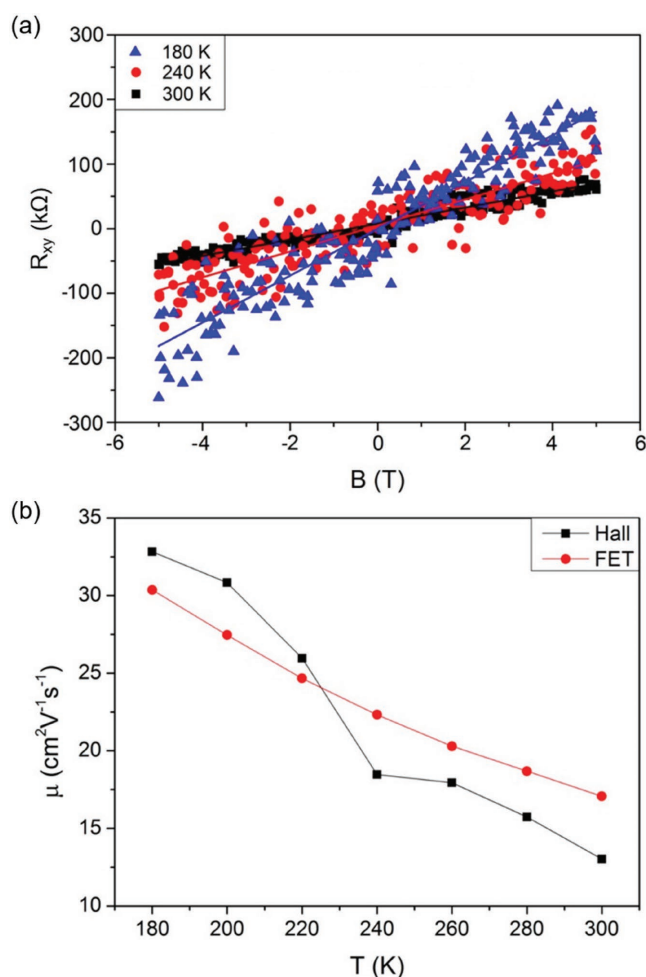 (a)
300
200
100
0
-100
-200
-300
180 K
240 K
300 K
Rxy (kΩ)
-6 -4 -2 0 2 4 6
B (T)
(b)
35
30
25
20
15
10
Hall
FET
μ (cm²V⁻¹s⁻¹)
180 200 220 240 260 280 300
T (K)